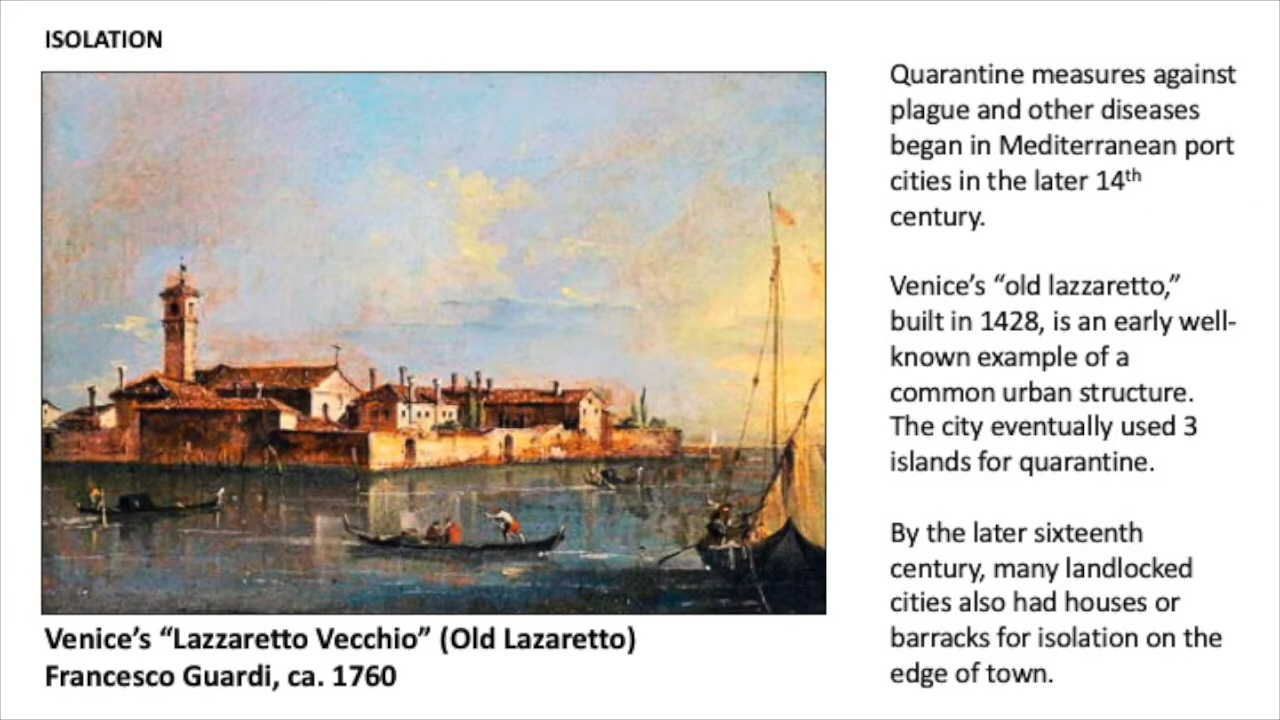 ISOLATION
Quarantine measures against
plague and other diseases
began in Mediterranean port
cities in the later 14th
century.
Venice’s “old lazzaretto,”
built in 1428, is an early well-
known example of a
common urban structure.
The city eventually used 3
islands for quarantine.
By the later sixteenth
century, many landlocked
cities also had houses or
barracks for isolation on the
edge of town.
Venice’s “Lazzaretto Vecchio” (Old Lazaretto)
Francesco Guardi, ca. 1760